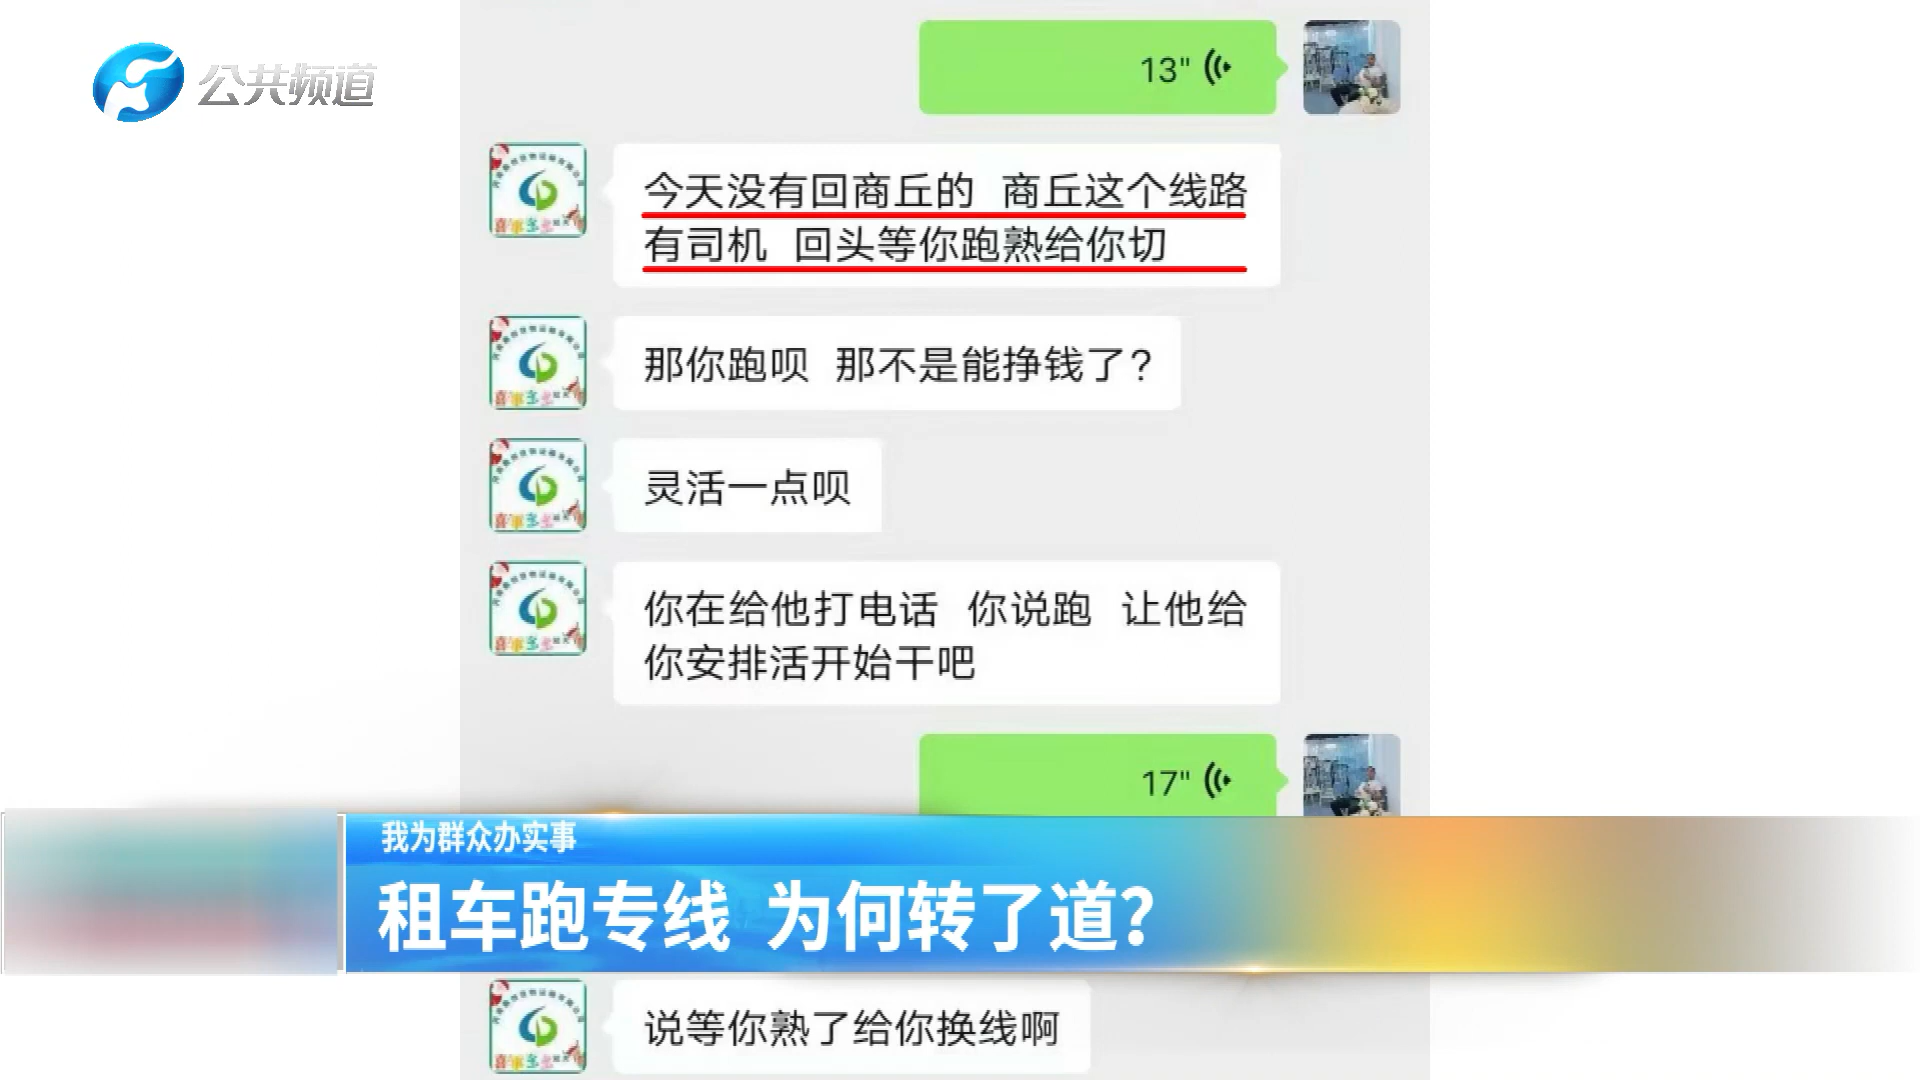 公共频道
13"
今天没有回商丘的 商丘这个线路
有司机 回头等你跑熟给你切
那你跑呗 那不是能挣钱了？
灵活一点呗
你在给他打电话 你说跑 让他给
你安排活开始干吧
17"
我为群众办实事
租车跑专线 为何转了道？
说等你熟了给你换线啊